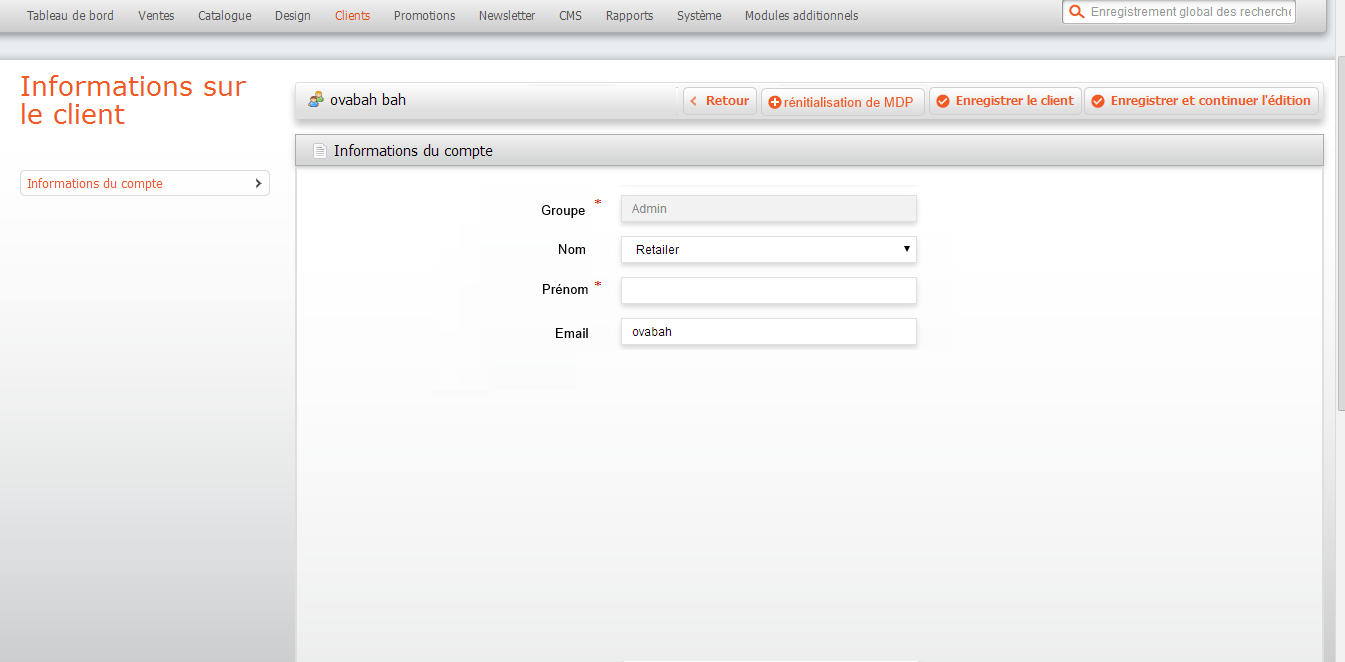 Tableau de bord Ventes Catalogue Design Clients Promotions Newsletter CMS Rapports Système Modules additionnels
Enregistrement global des recherche
Informations sur
le client
ovabah bah
Retour
rénitialisation de MDP
Enregistrer le client
Enregistrer et continuer l'édition
Informations du compte
Informations du compte
Groupe *
Admin
Nom
Retailer
Prénom *
Email
ovabah